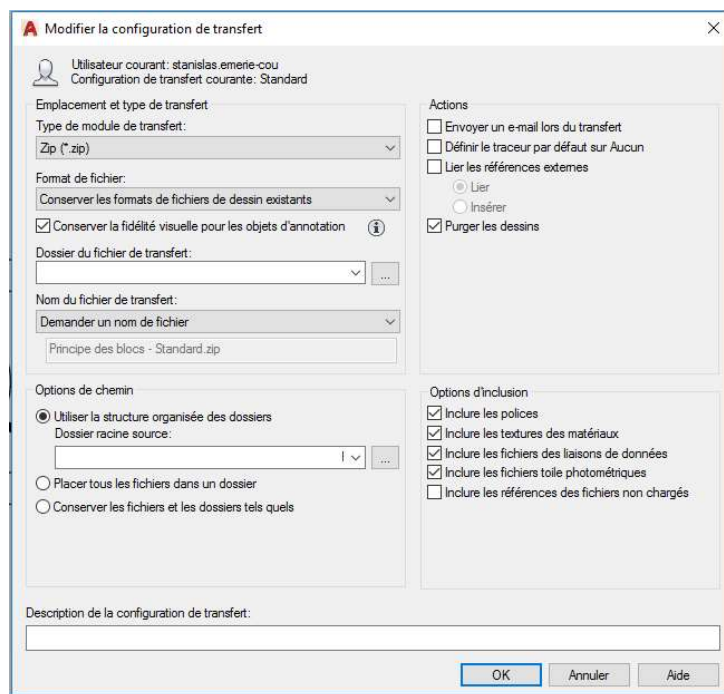 Modifier la configuration de transfert
Utilisateur courant: stanislas.emerie-cou
Configuration de transfert courante: Standard
Emplacement et type de transfert
Type de module de transfert:
Zip (*.zip)
Format de fichier:
Conserver les formats de fichiers de dessin existants
Conserver la fidélité visuelle pour les objets d'annotation
Dossier du fichier de transfert:
...
Nom du fichier de transfert:
Demander un nom de fichier
Principe des blocs - Standard.zip
Actions
Envoyer un e-mail lors du transfert
Définir le traceur par défaut sur Aucun
Lier les références externes
Lier
Insérer
Purger les dessins
Options de chemin
Utiliser la structure organisée des dossiers
Dossier racine source:
...
Placer tous les fichiers dans un dossier
Conserver les fichiers et les dossiers tels quels
Options d'inclusion
Inclure les polices
Inclure les textures des matériaux
Inclure les fichiers des liaisons de données
Inclure les fichiers toile photométriques
Inclure les références des fichiers non chargés
Description de la configuration de transfert:
OK Annuler Aide